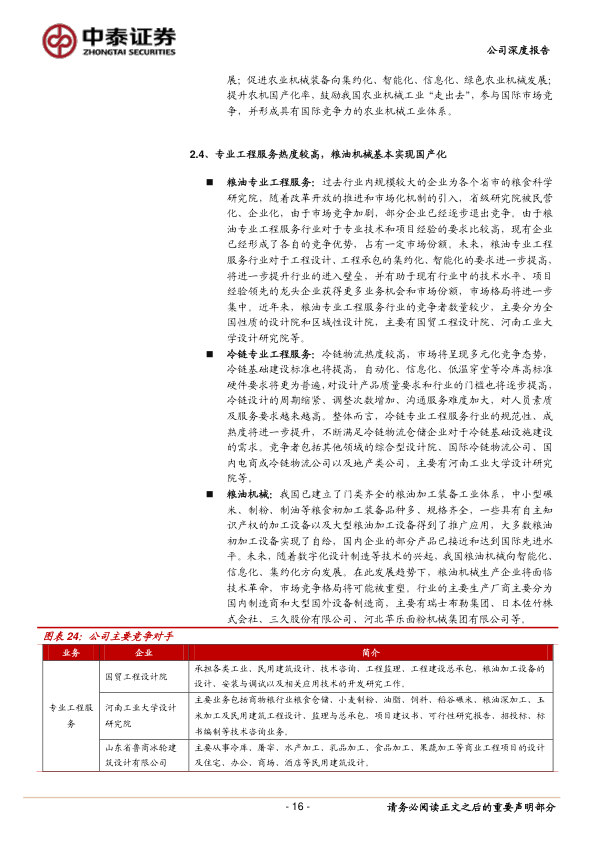 中泰证券
ZHONGTAI SECURITIES
公司深度报告
展；促进农业机械装备向集约化、智能化、信息化、绿色农业机械发展；
提升农机国产化率，鼓励我国农业机械工业“走出去”，参与国际市场竞
争，并形成具有国际竞争力的农业机械工业体系。
2.4、专业工程服务热度较高，粮油机械基本实现国产化
■ 粮油专业工程服务：过去行业内规模较大的企业为各个省市的粮食科学
研究院，随着改革开放的推进和市场化机制的引入，省级研究院被民营
化、企业化，由于市场竞争加剧，部分企业已经逐步退出竞争。由于粮
油专业工程服务行业对于专业技术和项目经验的要求比较高，现有企业
已经形成了各自的竞争优势，占有一定市场份额。未来，粮油专业工程
服务行业对于工程设计、工程承包的集约化、智能化的要求进一步提高，
将进一步提升行业的进入壁垒，并有助于现有行业中的技术水平、项目
经验领先的龙头企业获得更多业务机会和市场份额，市场格局将进一步
集中。近年来，粮油专业工程服务行业的竞争者数量较少，主要分为全
国性质的设计院和区域性设计院，主要有国贸工程设计院、河南工业大
学设计研究院等。
■ 冷链专业工程服务：冷链物流热度较高，市场将呈现多元化竞争态势，
冷链基础建设标准也将提高，自动化、信息化、低温穿堂等冷库高标准
硬件要求将更为普遍，对设计产品质量要求和行业的门槛也将逐步提高，
冷链设计的周期缩紧、调整次数增加、沟通服务难度加大，对人员素质
及服务要求越来越高。整体而言，冷链专业工程服务行业的规范性、成
熟度将进一步提升，不断满足冷链物流仓储企业对于冷链基础设施建设
的需求。竞争者包括其他领域的综合型设计院、国际冷链物流公司、国
内电商或冷链物流公司以及地产类公司，主要有河南工业大学设计研究
院等。
■ 粮油机械：我国已建立了门类齐全的粮油加工装备工业体系，中小型碾
米、制粉、制油等粮食初加工装备品种多、规格齐全，一些具有自主知
识产权的加工设备以及大型粮油加工设备得到了推广应用，大多数粮油
初加工设备实现了自给，国内企业的部分产品已接近和达到国际先进水
平。未来，随着数字化设计制造等技术的兴起，我国粮油机械向智能化、
信息化、集约化方向发展。在此发展趋势下，粮油机械生产企业将面临
技术革命，市场竞争格局将可能被重塑。行业的主要生产厂商主要分为
国内制造商和大型国外设备制造商，主要有瑞士布勒集团、日本佐竹株
式会社、三久股份有限公司、河北苹乐面粉机械集团有限公司等。
图表 24：公司主要竞争对手
业务 企业 简介
专业工程服
务
国贸工程设计院
承担各类工业、民用建筑设计、技术咨询、工程监理、工程建设总承包，粮油加工设备的
设计、安装与调试以及相关应用技术的开发研究工作。
河南工业大学设计
研究院
主要业务包括商物粮行业粮食仓储、小麦制粉、油脂、饲料、稻谷碾米、粮油深加工、玉
米加工及民用建筑工程设计、监理与总承包，项目建议书、可行性研究报告、招投标、标
书编制等技术咨询业务。
山东省鲁商冰轮建
筑设计有限公司
主要从事冷库、屠宰、水产加工、乳品加工、食品加工、果蔬加工等商业工程项目的设计
及住宅、办公、商场、酒店等民用建筑设计。
- 16 -
请务必阅读正文之后的重要声明部分